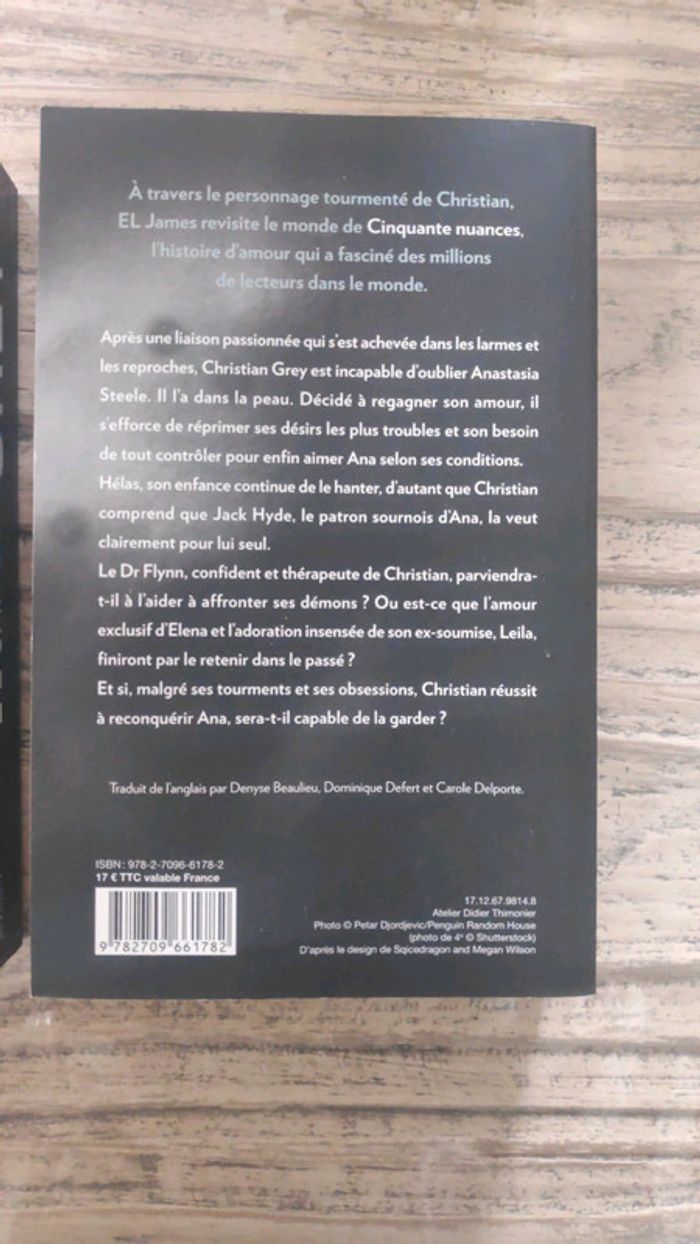 À travers le personnage tourmenté de Christian,
EL James revisite le monde de Cinquante nuances,
l'histoire d'amour qui a fasciné des millions
de lecteurs dans le monde.
Après une liaison passionnée qui s'est achevée dans les larmes et
les reproches, Christian Grey est incapable d'oublier Anastasia
Steele. Il l'a dans la peau. Décidé à regagner son amour, il
s'efforce de réprimer ses désirs les plus troubles et son besoin
de tout contrôler pour enfin aimer Ana selon ses conditions.
Hélas, son enfance continue de le hanter, d'autant que Christian
comprend que Jack Hyde, le patron sournois d'Ana, la veut
clairement pour lui seul.
Le Dr Flynn, confident et thérapeute de Christian, parviendra-
t-il à l'aider à affronter ses démons ? Ou est-ce que l'amour
exclusif d'Elena et l'adoration insensée de son ex-soumise, Leila,
finiront par le retenir dans le passé ?
Et si, malgré ses tourments et ses obsessions, Christian réussit
à reconquérir Ana, sera-t-il capable de la garder ?
Traduit de l'anglais par Denyse Beaulieu, Dominique Defert et Carole Delporte.
ISBN : 978-2-7096-6178-2
17 € TTC valable France
9 782709 661782
17.12.67.9814.8
Atelier Didier Thimonier
Photo © Petar Djordjevic/Penguin Random House
(photo de 4e © Shutterstock)
D'après le design de Sqicedragon and Megan Wilson